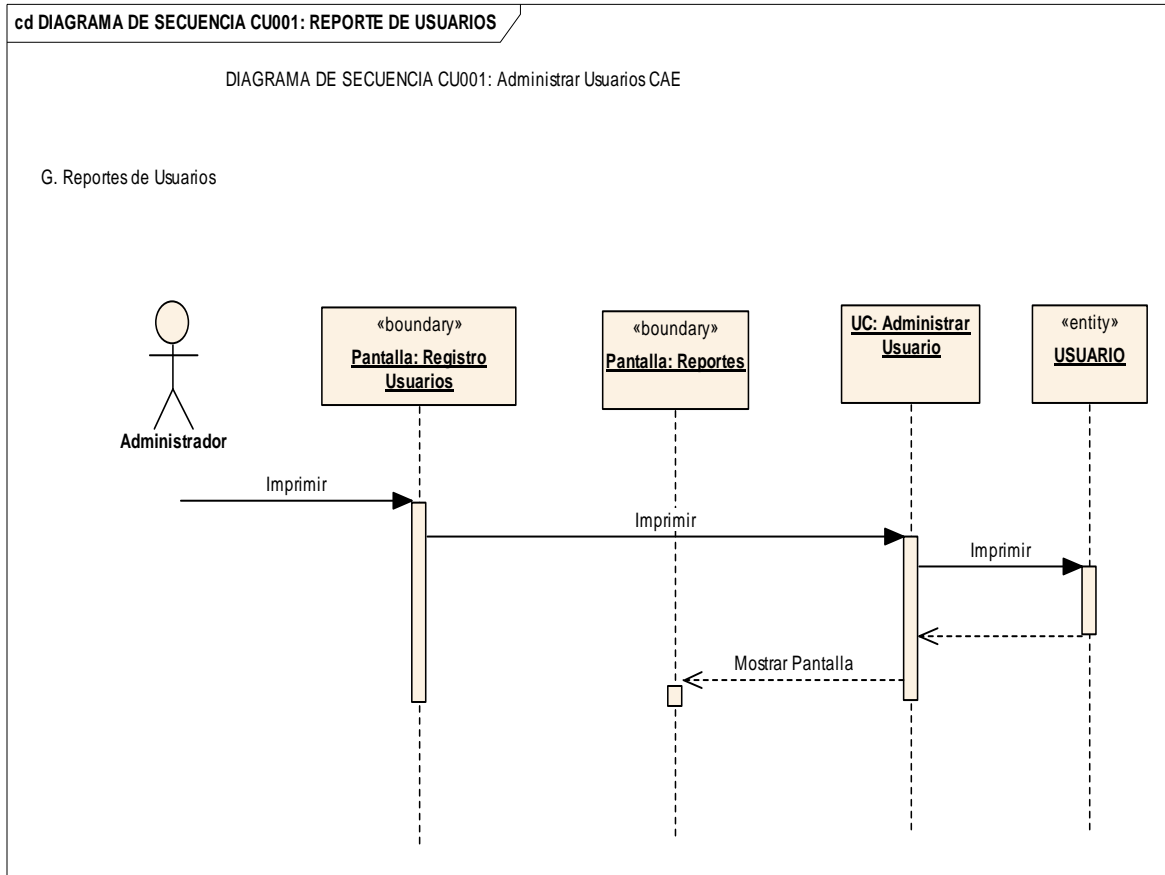 cd DIAGRAMA DE SECUENCIA CU001: REPORTE DE USUARIOS
DIAGRAMA DE SECUENCIA CU001: Administrar Usuarios CAE
G. Reportes de Usuarios
Administrador
«boundary»
Pantalla: Registro
Usuarios
«boundary»
Pantalla: Reportes
UC: Administrar
Usuario
«entity»
USUARIO
Imprimir
Imprimir
Imprimir
Mostrar Pantalla